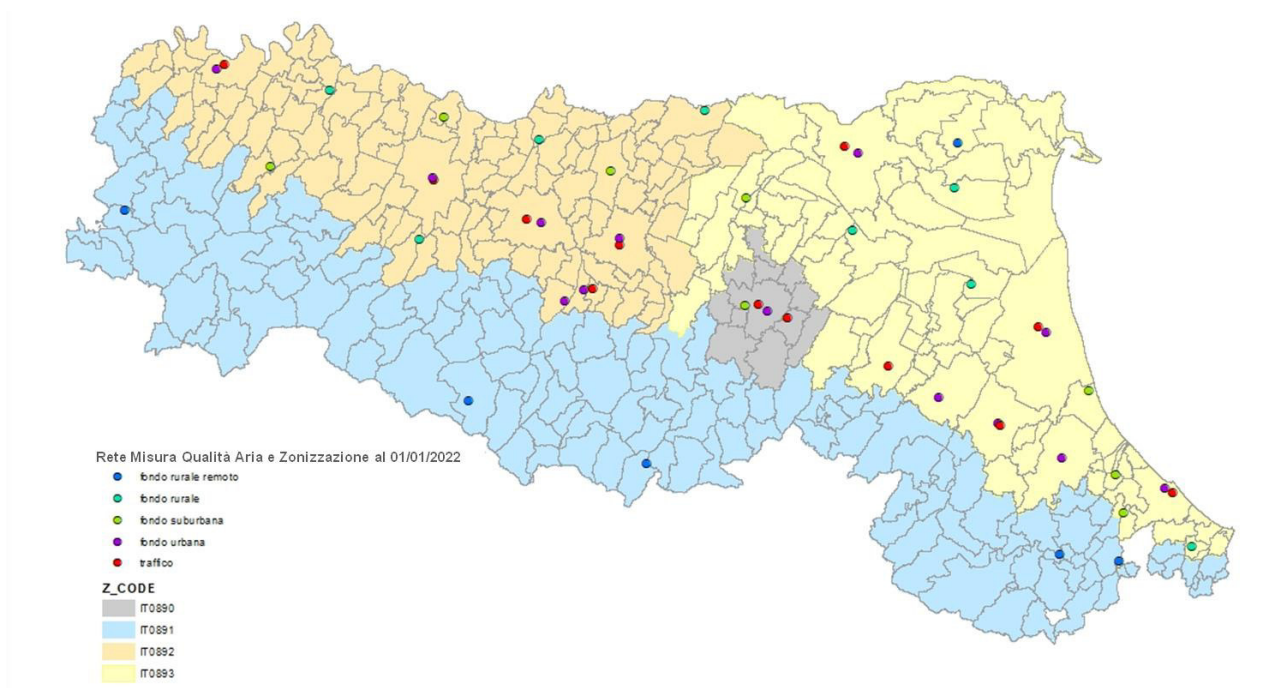 Rete Misura Qualità Aria e Zonizzazione al 01/01/2022
fondo rurale remoto
fondo rurale
fondo suburbana
fondo urbana
traffico
Z_CODE
IT0890
IT0891
IT0892
IT0893